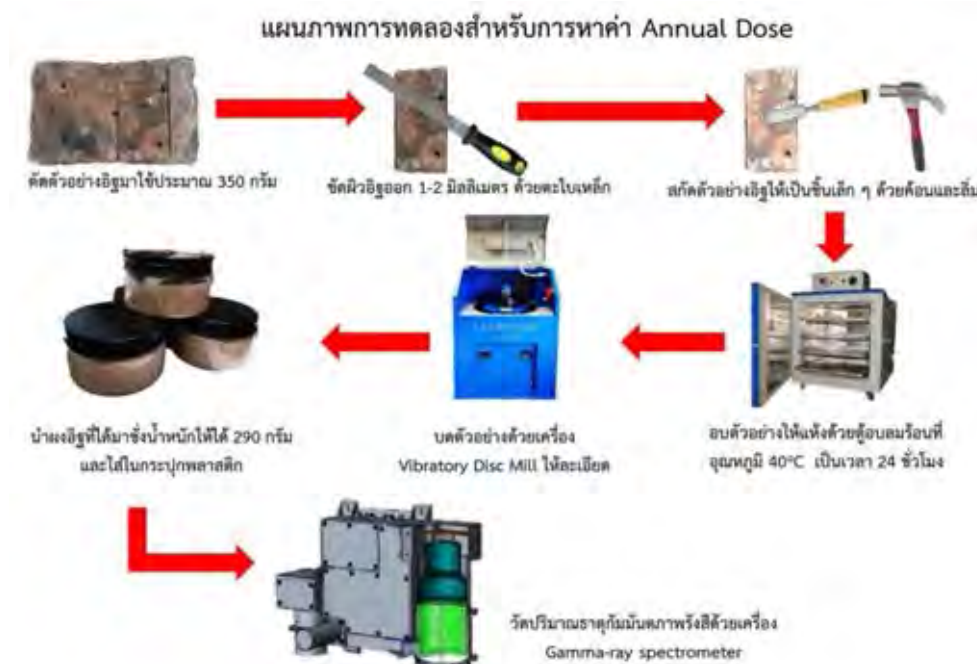 แผนภาพการทดลองสำหรับการหาค่า Annual Dose
ตัดตัวอย่างอิฐมาใช้ประมาณ 350 กรัม
ขัดผิวอิฐออก 1-2 มิลลิเมตร ด้วยตะไบเหล็ก
สกัดตัวอย่างอิฐให้เป็นชิ้นเล็ก ๆ ด้วยค้อนและลิ่ม
นำผงอิฐที่ได้มาชั่งน้ำหนักให้ได้ 290 กรัม
และใส่ในกระปุกพลาสติก
บดตัวอย่างด้วยเครื่อง
Vibratory Disc Mill ให้ละเอียด
อบตัวอย่างให้แห้งด้วยตู้อบลมร้อนที่
อุณหภูมิ 40°C เป็นเวลา 24 ชั่วโมง
วัดปริมาณธาตุกัมมันตภาพรังสีด้วยเครื่อง
Gamma-ray spectrometer